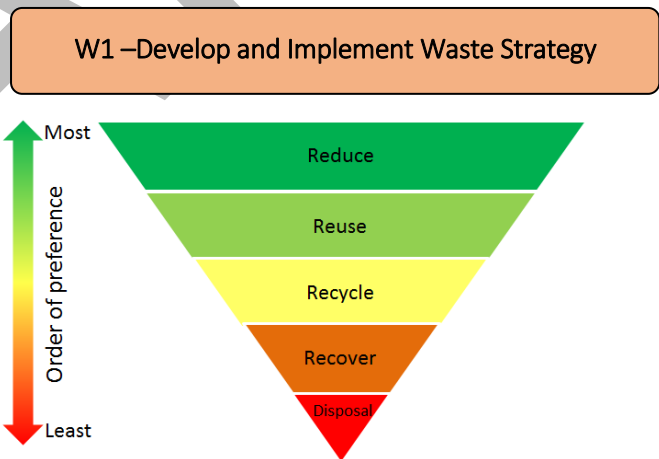 W1 –Develop and Implement Waste Strategy
Most
Reduce
Reuse
Recycle
Recover
Disposal
Least
Order of preference